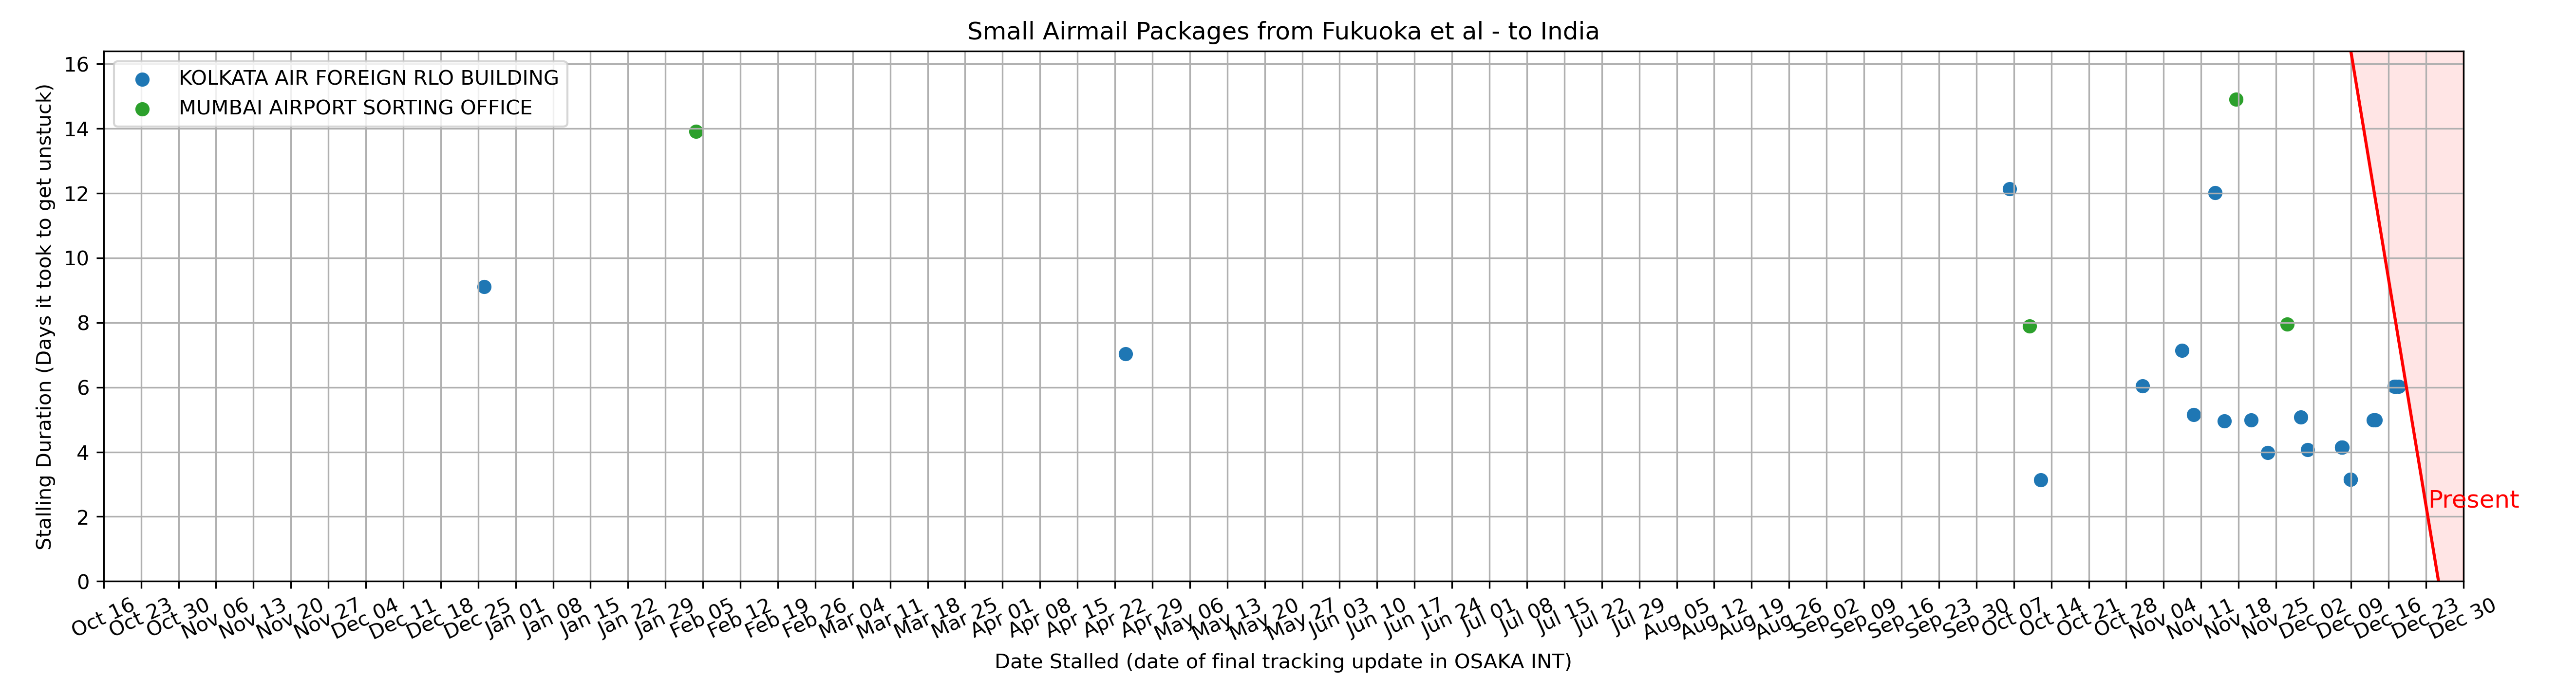 Small Airmail Packages from Fukuoka et al - to India
KOLKATA AIR FOREIGN RLO BUILDING
MUMBAI AIRPORT SORTING OFFICE
Stalling Duration (Days it took to get unstuck)
16
14
12
10
8
6
4
2
0
Present
Oct 16
Oct 23
Oct 30
Nov 06
Nov 13
Nov 20
Nov 27
Dec 04
Dec 11
Dec 18
Dec 25
Jan 01
Jan 08
Jan 15
Jan 22
Jan 29
Feb 05
Feb 12
Feb 19
Feb 26
Mar 04
Mar 11
Mar 18
Mar 25
Apr 01
Apr 08
Apr 15
Apr 22
Apr 29
May 06
May 13
May 20
May 27
Jun 03
Jun 10
Jun 17
Jun 24
Jul 01
Jul 08
Jul 15
Jul 22
Jul 29
Aug 05
Aug 12
Aug 19
Aug 26
Sep 02
Sep 09
Sep 16
Sep 23
Sep 30
Oct 07
Oct 14
Oct 21
Oct 28
Nov 04
Nov 11
Nov 18
Nov 25
Dec 02
Dec 09
Dec 16
Dec 23
Dec 30
Date Stalled (date of final tracking update in OSAKA INT)